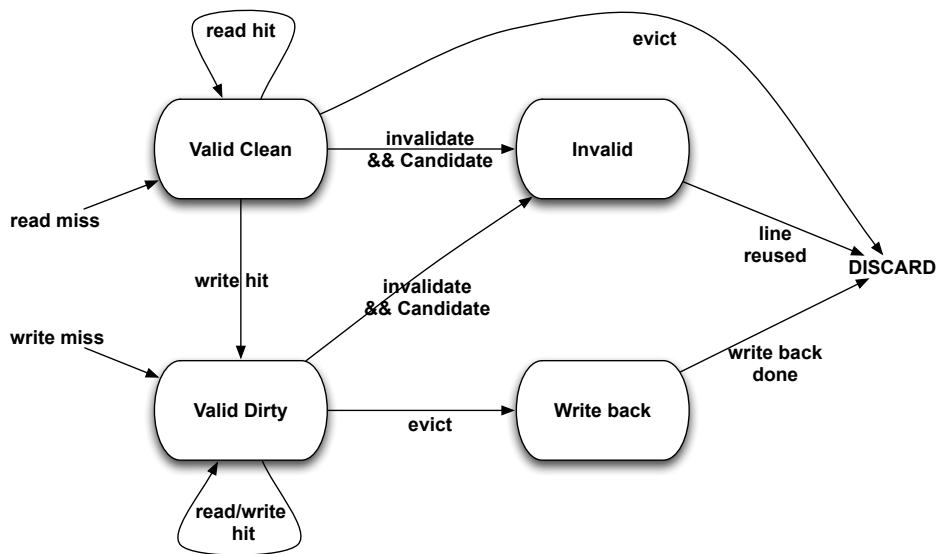 read hit
evict
Valid Clean
invalidate
&& Candidate
Invalid
read miss
line
reused
DISCARD
write hit
invalidate
&& Candidate
write miss
write back
done
Valid Dirty
evict
Write back
read/write
hit